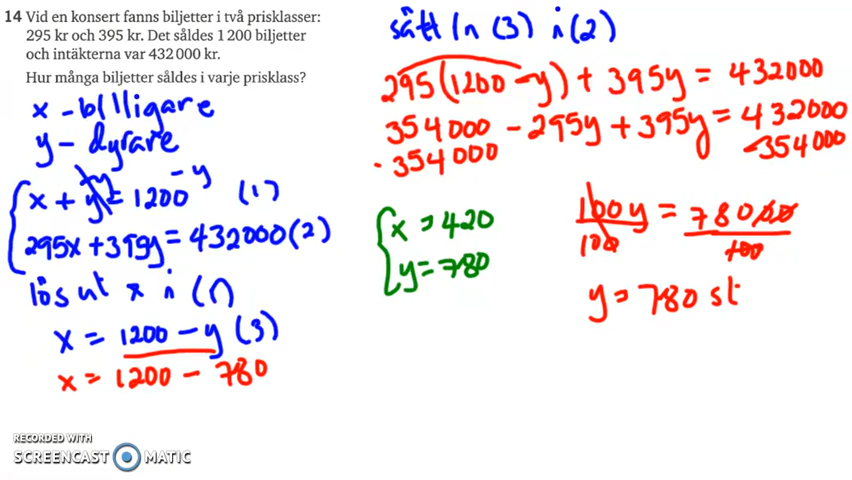 14 Vid en konsert fanns biljetter i två prisklasser:
295 kr och 395 kr. Det såldes 1 200 biljetter
och intäkterna var 432 000 kr.
Hur många biljetter såldes i varje prisklass?
x - billigare
y - dyrare
x + y = 1200 (1)
-y -y
295x + 395y = 432000 (2)
lös ut x i (1)
x = 1200 - y (3)
x = 1200 - 780
sätt in (3) i (2)
295(1200 - y) + 395y = 432000
354000 - 295y + 395y = 432000
-354000 -354000
100y = 78000
100 100
y = 780 st
x = 420
y = 780
RECORDED WITH
SCREENCAST MATIC